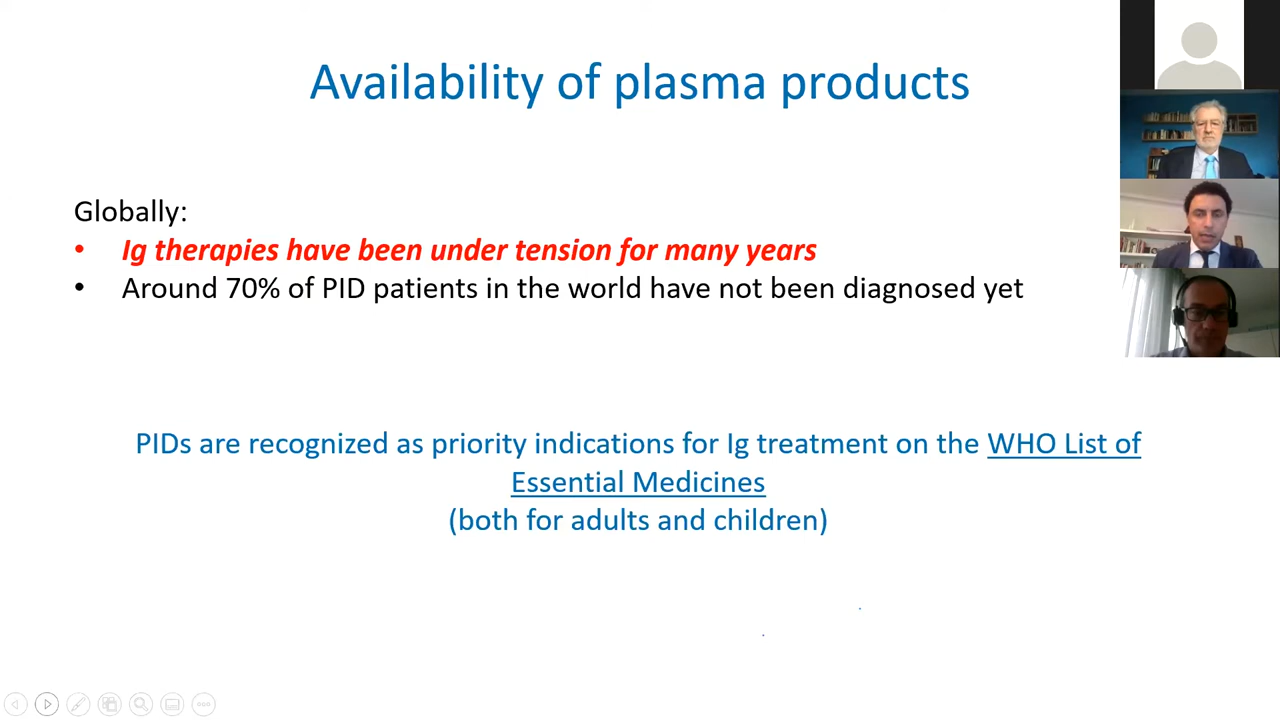 Availability of plasma products
Globally:
• Ig therapies have been under tension for many years
• Around 70% of PID patients in the world have not been diagnosed yet
PIDs are recognized as priority indications for Ig treatment on the WHO List of
Essential Medicines
(both for adults and children)